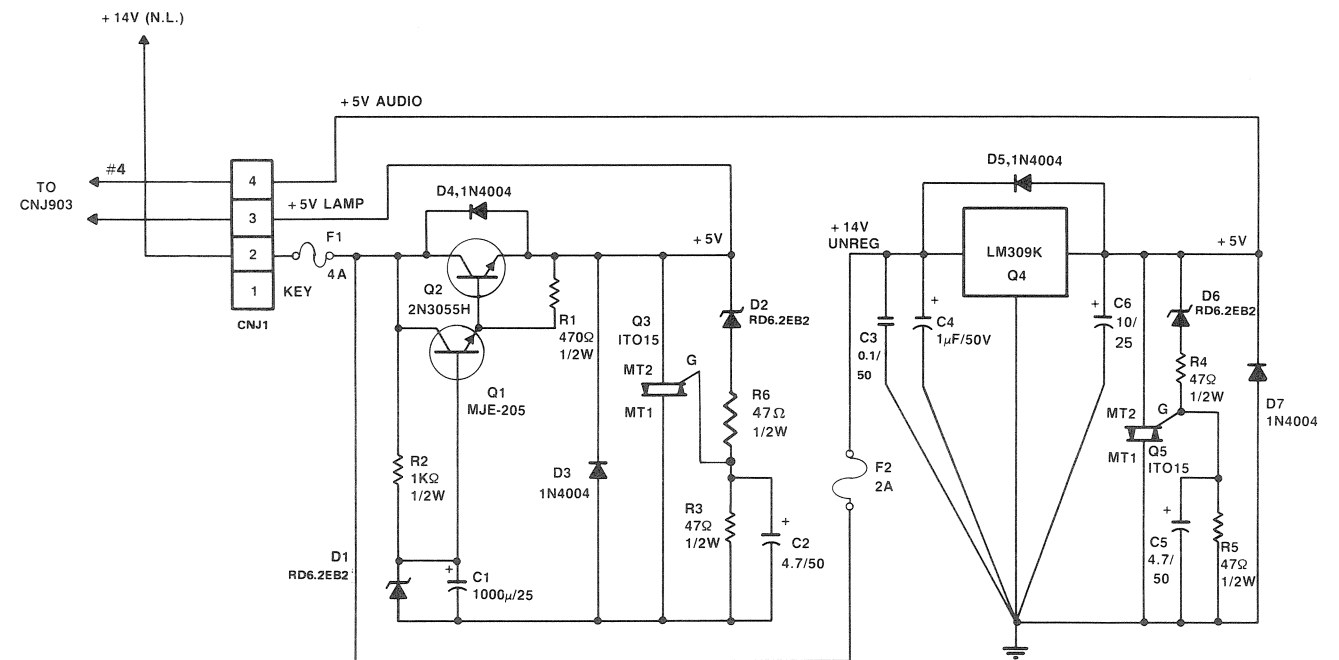 + 14V (N.L.)
+ 5V AUDIO
#4
TO
CNJ903
4
3
2
1
KEY
CNJ1
+ 5V LAMP
F1
4A
D4,1N4004
Q2
2N3055H
Q1
MJE-205
R1
470Ω
1/2W
R2
1KΩ
1/2W
D1
RD6.2EB2
+
C1
1000μ/25
D3
1N4004
Q3
ITO15
MT2
G
MT1
+ 5V
D2
RD6.2EB2
R6
47Ω
1/2W
R3
47Ω
1/2W
+
C2
4.7/50
+ 14V
UNREG
F2
2A
D5,1N4004
LM309K
Q4
C3
0.1/
50
+
C4
1μF/50V
+
C6
10/
25
+ 5V
D6
RD6.2EB2
R4
47Ω
1/2W
MT2
G
MT1
Q5
ITO15
+
C5
4.7/
50
R5
47Ω
1/2W
D7
1N4004